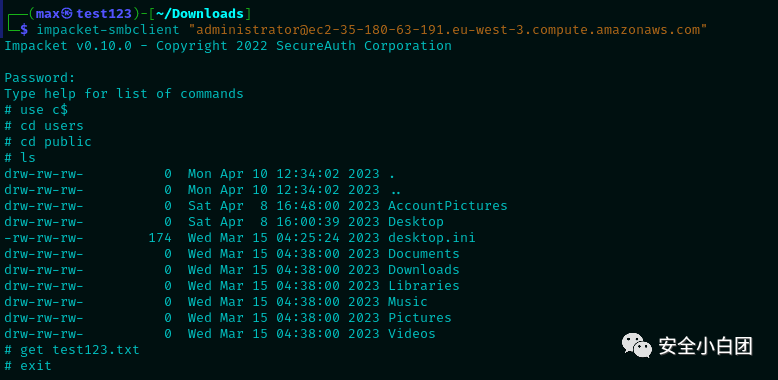 ┌──(max㉿test123)-[~/Downloads]
└─$ impacket-smbclient "administrator@ec2-35-180-63-191.eu-west-3.compute.amazonaws.com"
Impacket v0.10.0 - Copyright 2022 SecureAuth Corporation
Password:
Type help for list of commands
# use c$
# cd users
# cd public
# ls
drw-rw-rw-          0  Mon Apr 10 12:34:02 2023 .
drw-rw-rw-          0  Mon Apr 10 12:34:02 2023 ..
drw-rw-rw-          0  Sat Apr  8 16:48:00 2023 AccountPictures
drw-rw-rw-          0  Sat Apr  8 16:00:39 2023 Desktop
-rw-rw-rw-        174  Wed Mar 15 04:25:24 2023 desktop.ini
drw-rw-rw-          0  Wed Mar 15 04:38:00 2023 Documents
drw-rw-rw-          0  Wed Mar 15 04:38:00 2023 Downloads
drw-rw-rw-          0  Wed Mar 15 04:38:00 2023 Libraries
drw-rw-rw-          0  Wed Mar 15 04:38:00 2023 Music
drw-rw-rw-          0  Wed Mar 15 04:38:00 2023 Pictures
drw-rw-rw-          0  Wed Mar 15 04:38:00 2023 Videos
# get test123.txt
# exit
安全小白团